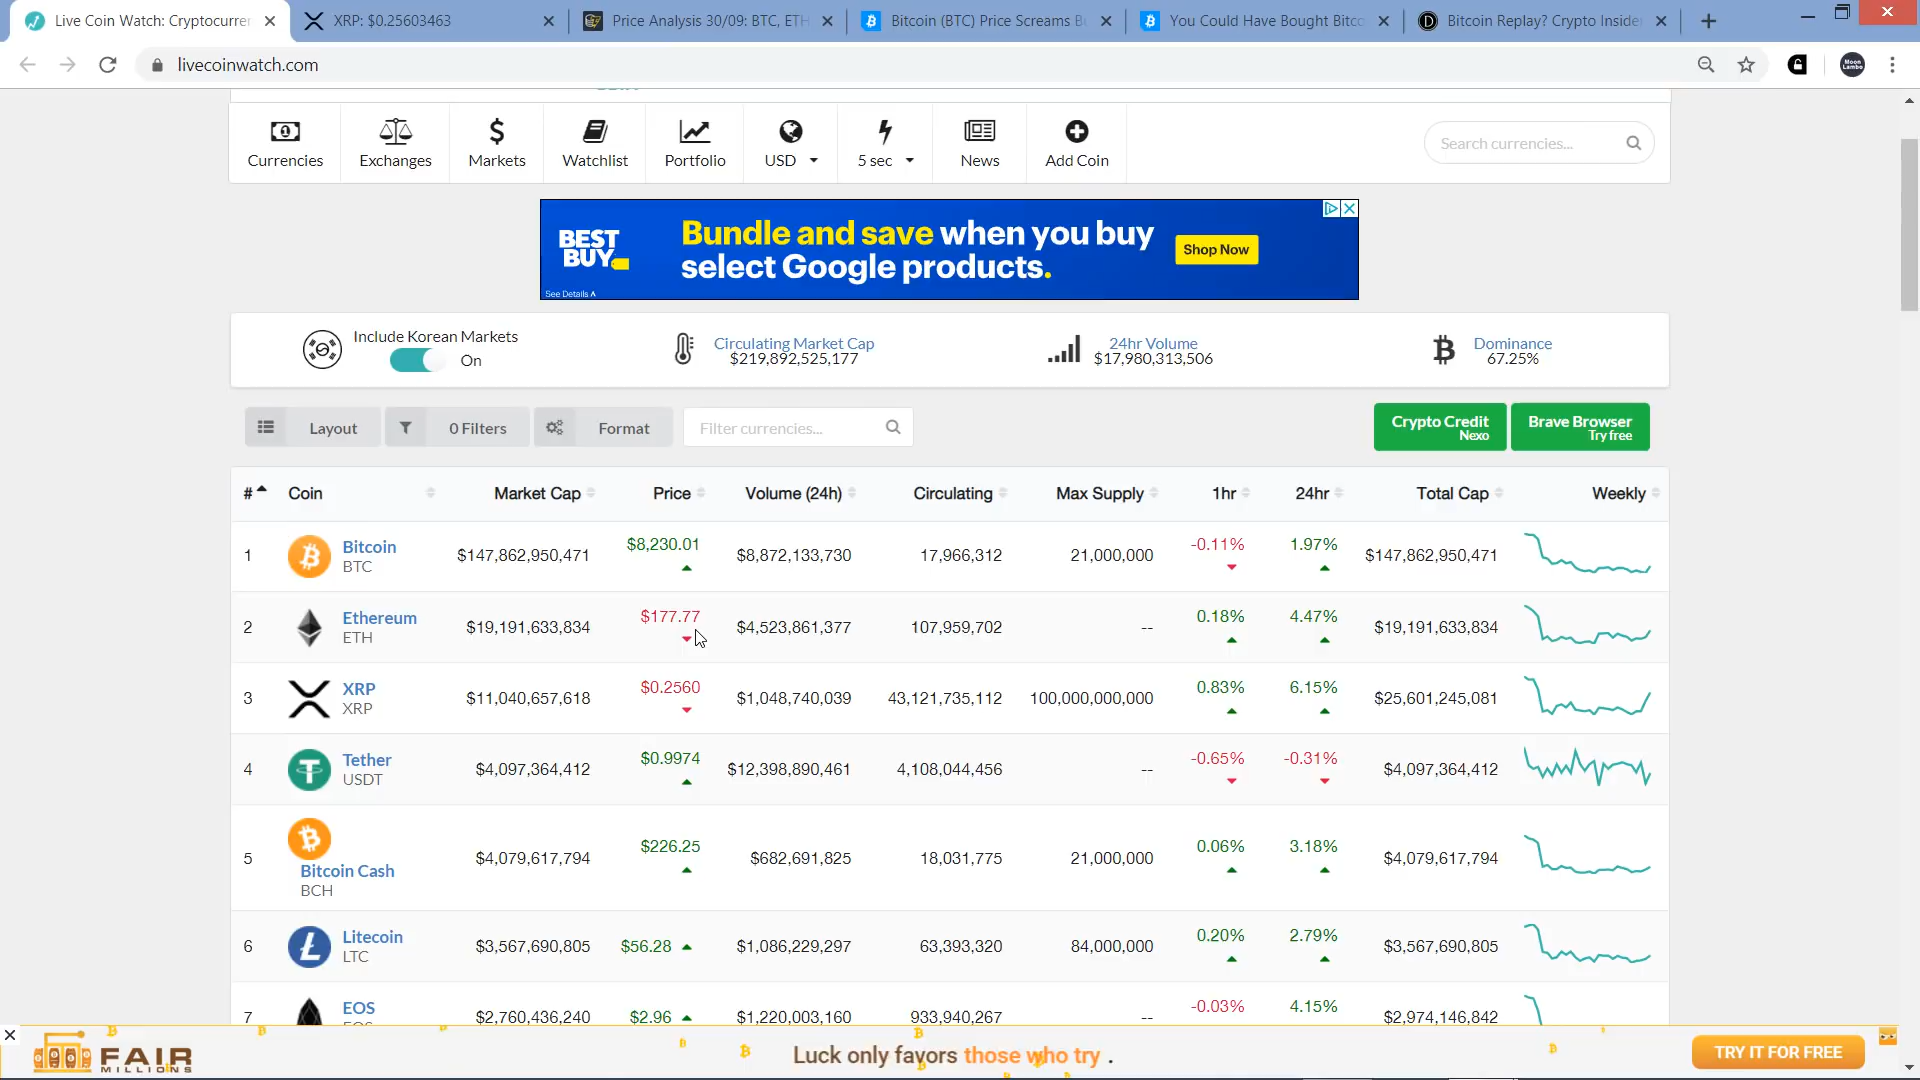 Live Coin Watch: Cryptocurren
XRP: $0.25603463
Price Analysis 30/09: BTC, ETH
Bitcoin (BTC) Price Screams Bu
You Could Have Bought Bitco
Bitcoin Replay? Crypto Insider
livecoinwatch.com
Moon Lambo
Currencies
Exchanges
Markets
Watchlist
Portfolio
USD
5 sec
News
Add Coin
Search currencies...
BEST BUY
Bundle and save when you buy
select Google products.
Shop Now
See Details
Include Korean Markets
On
Circulating Market Cap
$219,892,525,177
24hr Volume
$17,980,313,506
Dominance
67.25%
Layout
0 Filters
Format
Filter currencies...
Crypto Credit
Nexo
Brave Browser
Try free
# Coin Market Cap Price Volume (24h) Circulating Max Supply 1hr 24hr Total Cap Weekly
1 Bitcoin BTC $147,862,950,471 $8,230.01 $8,872,133,730 17,966,312 21,000,000 -0.11% 1.97% $147,862,950,471
2 Ethereum ETH $19,191,633,834 $177.77 $4,523,861,377 107,959,702 -- 0.18% 4.47% $19,191,633,834
3 XRP XRP $11,040,657,618 $0.2560 $1,048,740,039 43,121,735,112 100,000,000,000 0.83% 6.15% $25,601,245,081
4 Tether USDT $4,097,364,412 $0.9974 $12,398,890,461 4,108,044,456 -- -0.65% -0.31% $4,097,364,412
5 Bitcoin Cash BCH $4,079,617,794 $226.25 $682,691,825 18,031,775 21,000,000 0.06% 3.18% $4,079,617,794
6 Litecoin LTC $3,567,690,805 $56.28 $1,086,229,297 63,393,320 84,000,000 0.20% 2.79% $3,567,690,805
7 EOS EOS $2,760,436,240 $2.96 $1,220,003,160 933,940,267 -- -0.03% 4.15% $2,974,146,842
FAIR
MILLIONS
Luck only favors those who try .
TRY IT FOR FREE